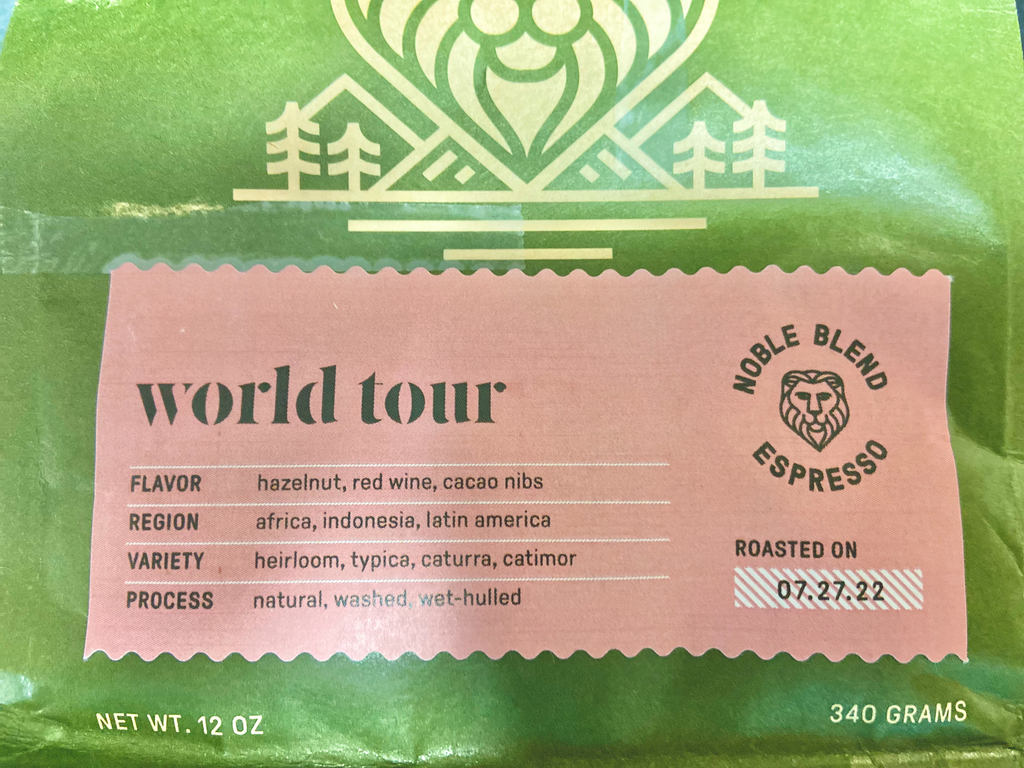 world tour
NOBLE BLEND
ESPRESSO
FLAVOR hazelnut, red wine, cacao nibs
REGION africa, indonesia, latin america
VARIETY heirloom, typica, caturra, catimor
PROCESS natural, washed, wet-hulled
ROASTED ON
07.27.22
NET WT. 12 OZ
340 GRAMS